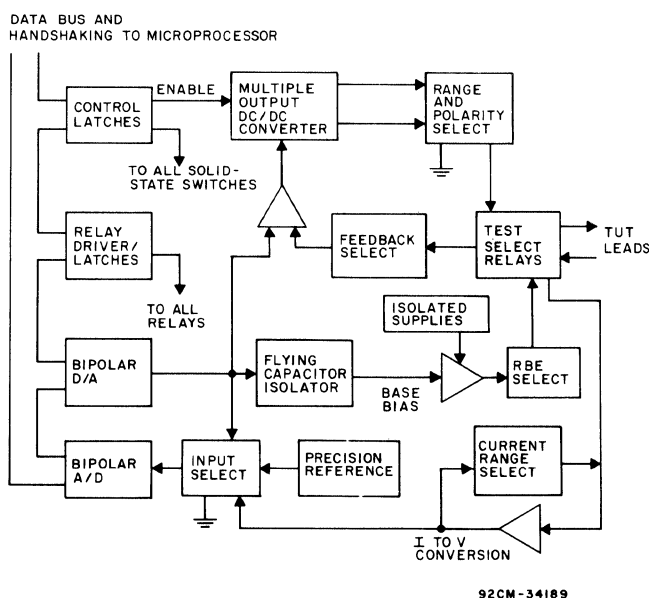 DATA BUS AND
HANDSHAKING TO MICROPROCESSOR
CONTROL
LATCHES
ENABLE
MULTIPLE
OUTPUT
DC/DC
CONVERTER
RANGE
AND
POLARITY
SELECT
TO ALL SOLID-
STATE SWITCHES
RELAY
DRIVER/
LATCHES
TO ALL
RELAYS
FEEDBACK
SELECT
TEST
SELECT
RELAYS
TUT
LEADS
ISOLATED
SUPPLIES
BIPOLAR
D/A
FLYING
CAPACITOR
ISOLATOR
BASE
BIAS
RBE
SELECT
BIPOLAR
A/D
INPUT
SELECT
PRECISION
REFERENCE
CURRENT
RANGE
SELECT
I TO V
CONVERSION
92CM-34189